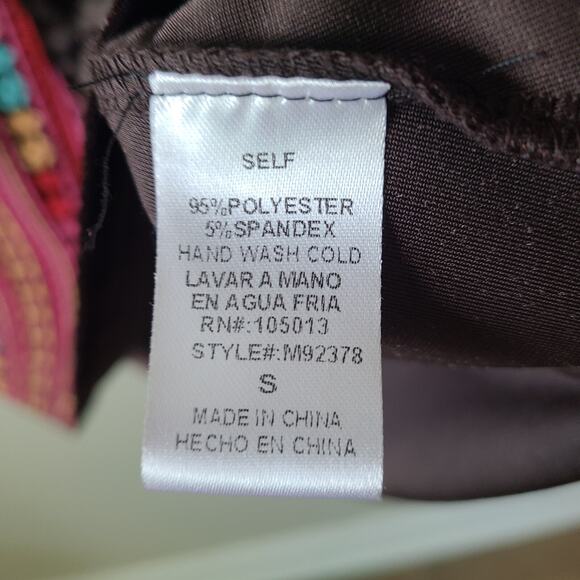 SELF
95%POLYESTER
5%SPANDEX
HAND WASH COLD
LAVAR A MANO
EN AGUA FRIA
RN#:105013
STYLE#:M92378
S
MADE IN CHINA
HECHO EN CHINA